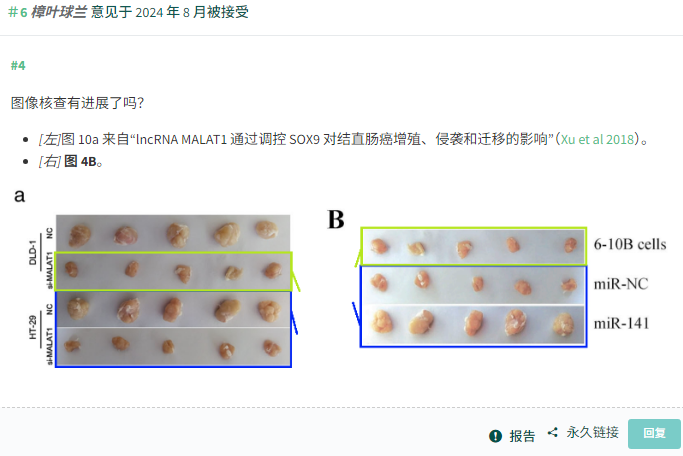 #6 樟叶球兰 意见于 2024 年 8 月被接受
#4
图像核查有进展了吗？
[左]图 10a 来自“lncRNA MALAT1 通过调控 SOX9 对结直肠癌增殖、侵袭和迁移的影响”（Xu et al 2018）。
[右] 图 4B。
a
DLD-1
NC
si-MALAT1
HT-29
NC
si-MALAT1
B
6-10B cells
miR-NC
miR-141
报告 永久链接 回复